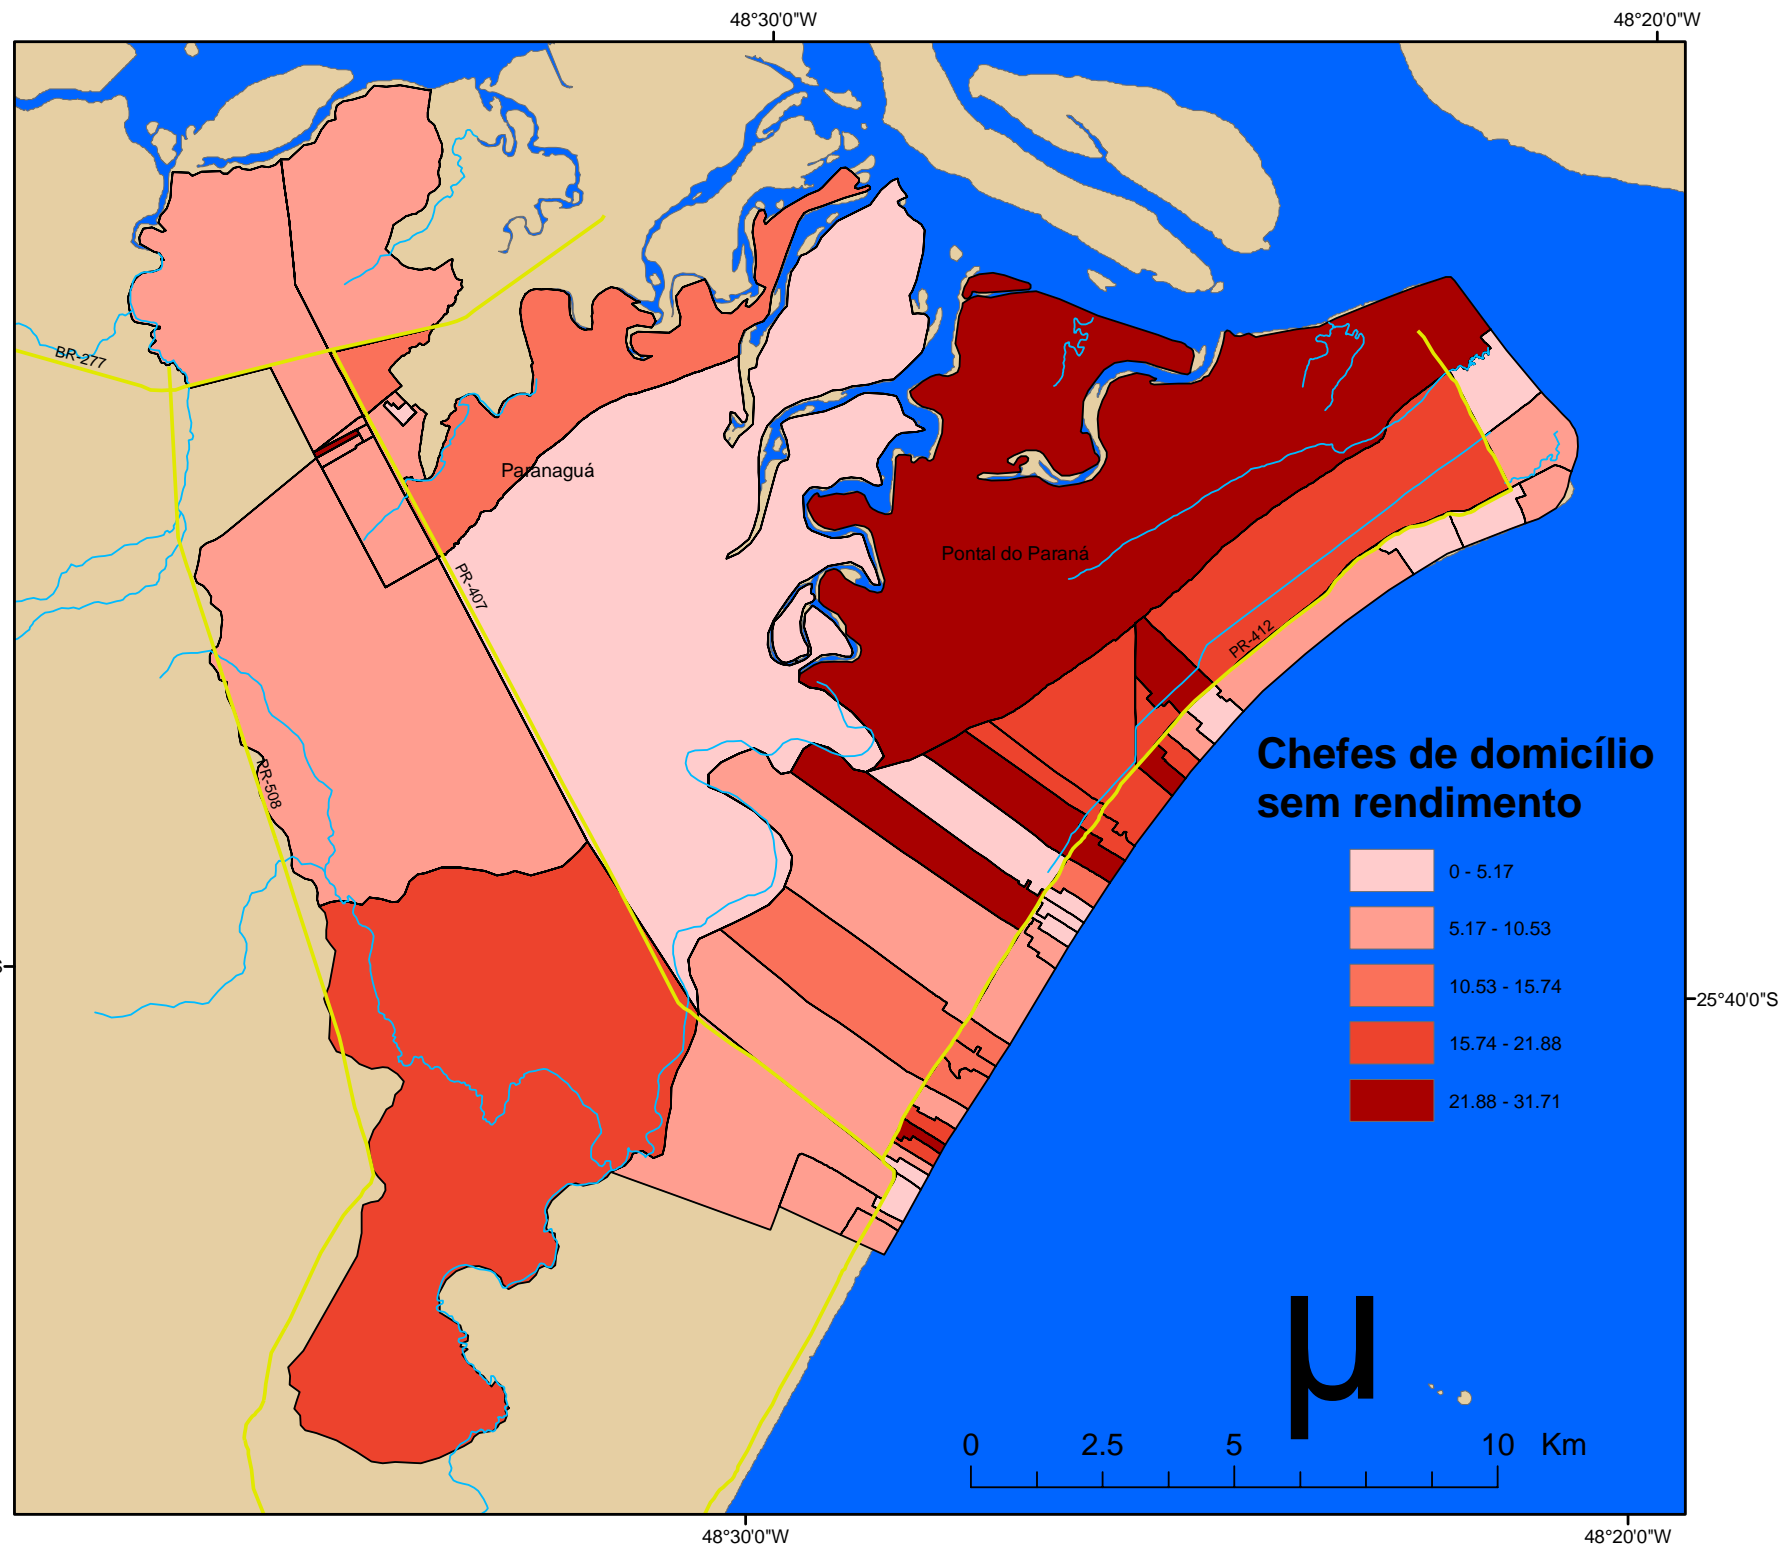 48°30'0"W
48°20'0"W
BR-277
Paranaguá
Pontal do Paraná
PR-407
PR-412
PR-508
Chefes de domicílio
sem rendimento
0 - 5.17
5.17 - 10.53
10.53 - 15.74
15.74 - 21.88
21.88 - 31.71
25°40'0"S
µ
0 2.5 5 10 Km
48°30'0"W
48°20'0"W